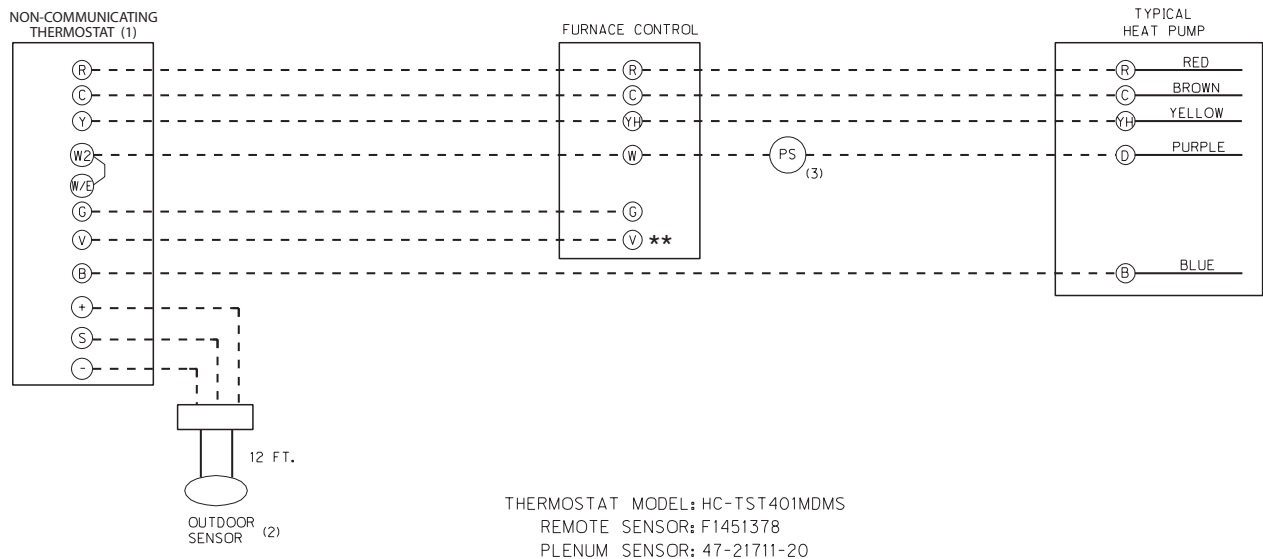 NON-COMMUNICATING
THERMOSTAT (1)
FURNACE CONTROL
TYPICAL
HEAT PUMP
R R R RED
C C C BROWN
Y YH YH YELLOW
W2 W PS (3) D PURPLE
W/E
G G
V V **
B B BLUE
+
S
-
12 FT.
OUTDOOR
SENSOR (2)
THERMOSTAT MODEL: HC-TST401MDMS
REMOTE SENSOR: F1451378
PLENUM SENSOR: 47-21711-20